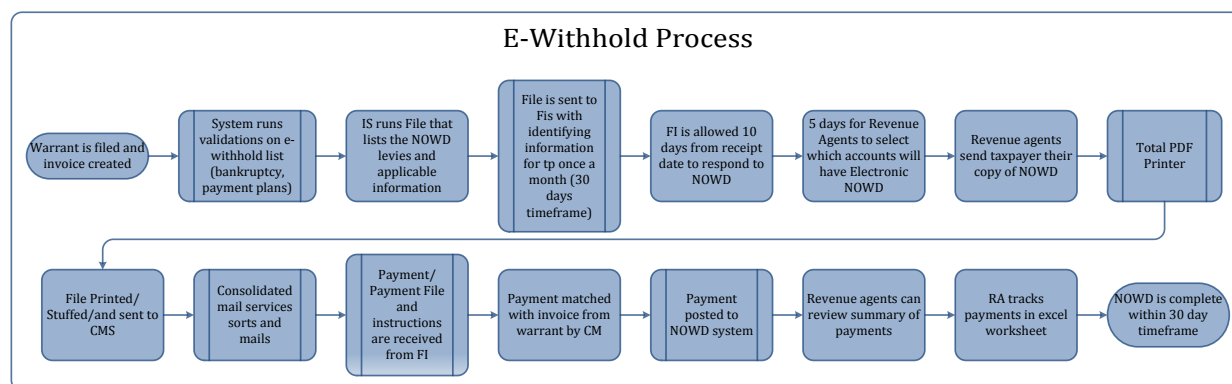 E-Withhold Process
Warrant is filed and
invoice created
System runs
validations on e-
withhold list
(bankruptcy,
payment plans)
IS runs File that
lists the NOWD
levies and
applicable
information
File is sent to
Fis with
identifying
information
for tp once a
month (30
days
timeframe)
FI is allowed 10
days from receipt
date to respond to
NOWD
5 days for Revenue
Agents to select
which accounts will
have Electronic
NOWD
Revenue agents
send taxpayer their
copy of NOWD
Total PDF
Printer
File Printed/
Stuffed/and sent to
CMS
Consolidated
mail services
sorts and
mails
Payment/
Payment File
and
instructions
are received
from FI
Payment matched
with invoice from
warrant by CM
Payment
posted to
NOWD system
Revenue agents can
review summary of
payments
RA tracks
payments in excel
worksheet
NOWD is complete
within 30 day
timeframe